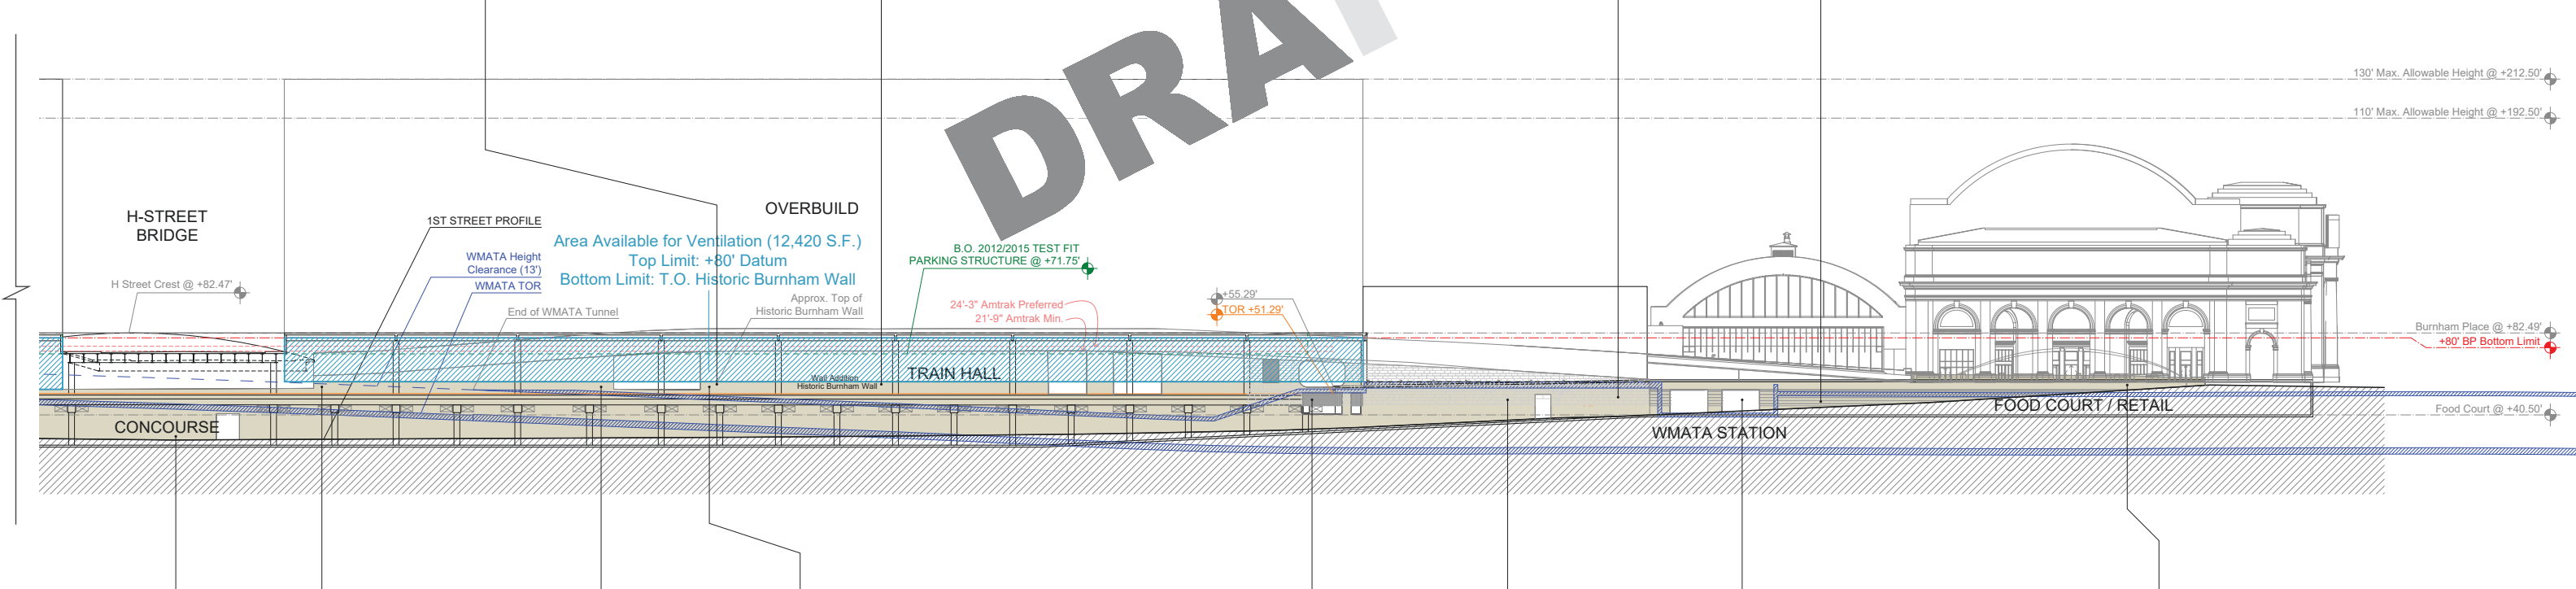 DRA
130' Max. Allowable Height @ +212.50'
110' Max. Allowable Height @ +192.50'
H-STREET
BRIDGE
OVERBUILD
1ST STREET PROFILE
Area Available for Ventilation (12,420 S.F.)
Top Limit: +80' Datum
Bottom Limit: T.O. Historic Burnham Wall
B.O. 2012/2015 TEST FIT
PARKING STRUCTURE @ +71.75'
WMATA Height
Clearance (13')
WMATA TOR
H Street Crest @ +82.47'
End of WMATA Tunnel
Approx. Top of
Historic Burnham Wall
24'-3" Amtrak Preferred
21'-9" Amtrak Min.
+55.29'
TOR +51.29'
Burnham Place @ +82.49'
+80' BP Bottom Limit
Wall Addition
Historic Burnham Wall
TRAIN HALL
CONCOURSE
FOOD COURT / RETAIL
Food Court @ +40.50'
WMATA STATION